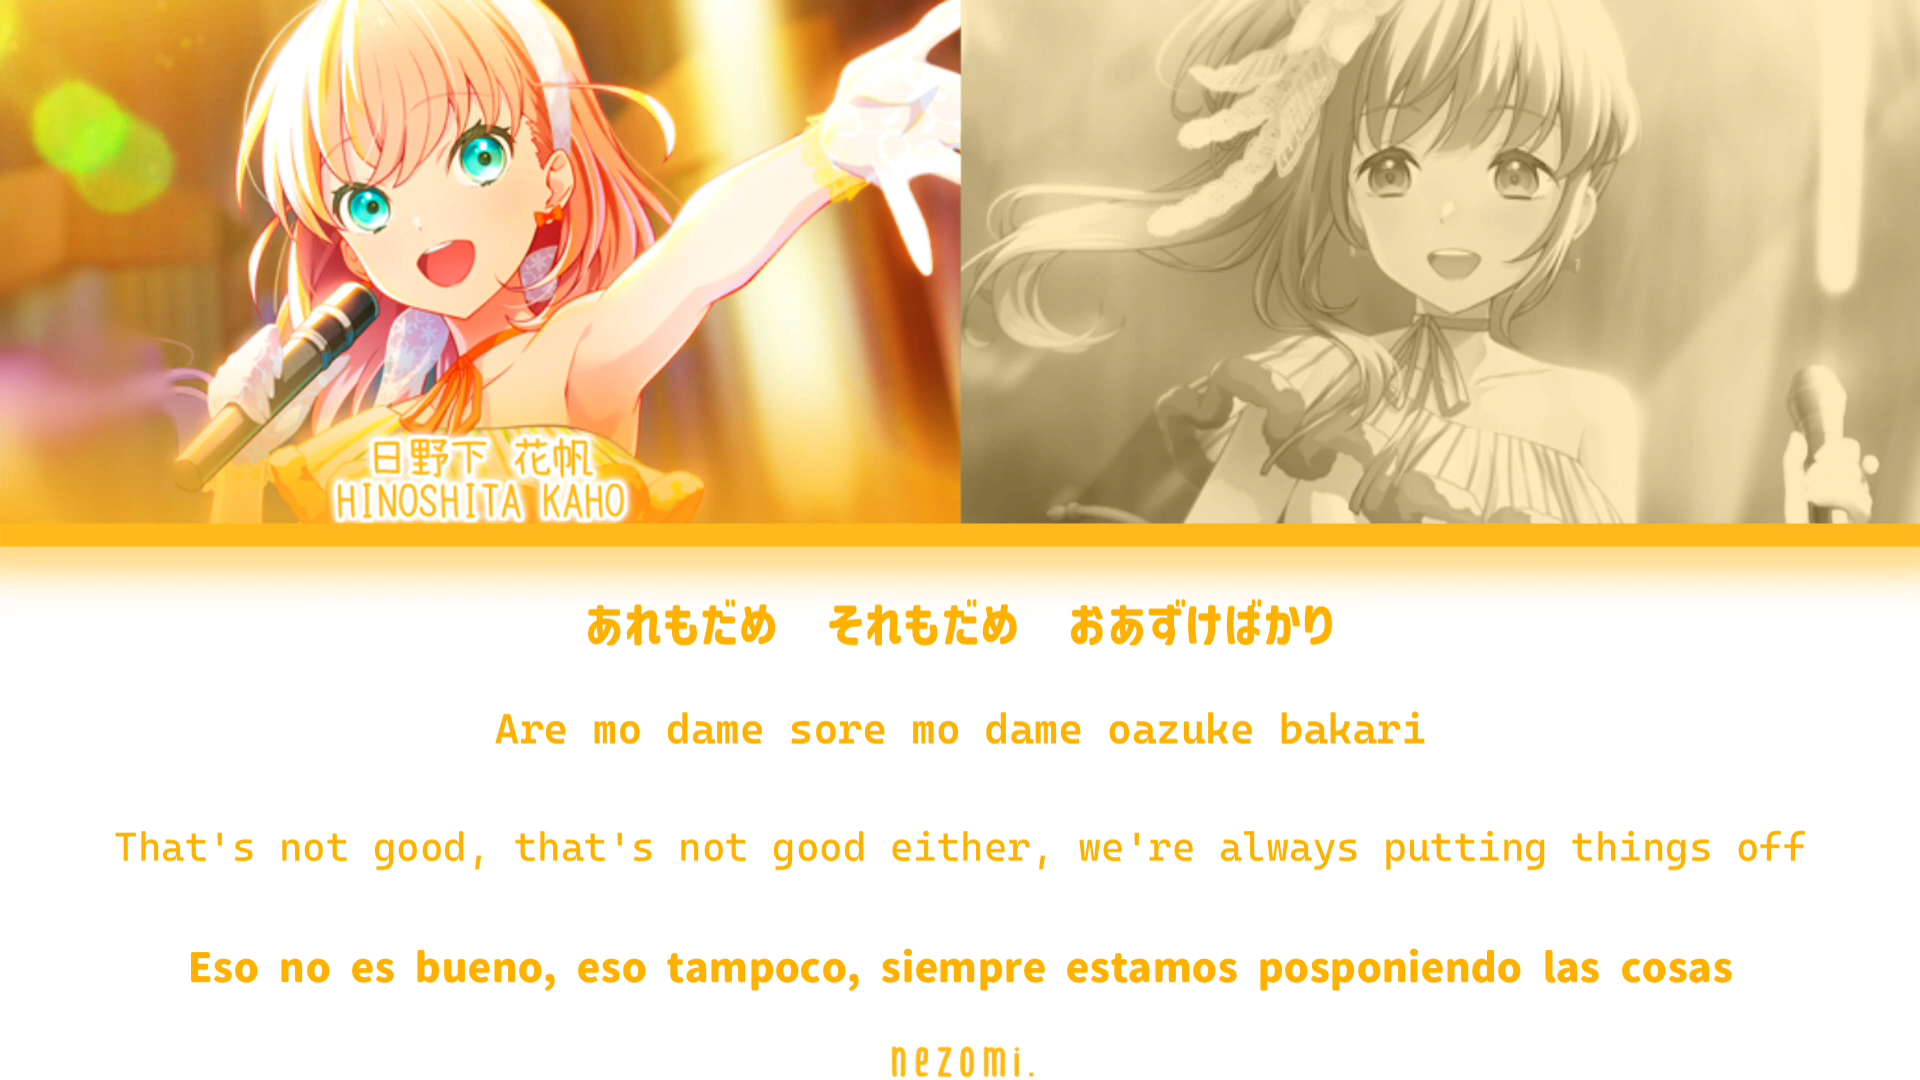 日野下 花帆
HINOSHITA KAHO
あれもだめ　それもだめ　おあずけばかり
Are mo dame sore mo dame oazuke bakari
That's not good, that's not good either, we're always putting things off
Eso no es bueno, eso tampoco, siempre estamos posponiendo las cosas
nezomi.